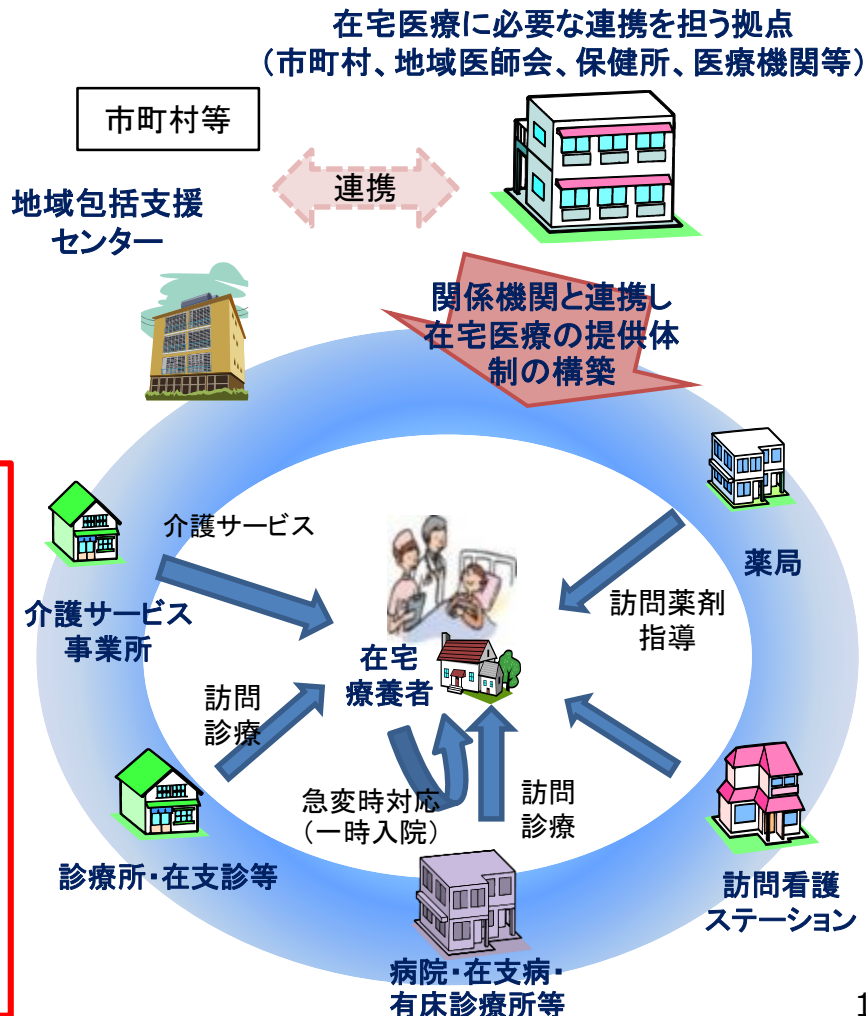 在宅医療に必要な連携を担う拠点
（市町村、地域医師会、保健所、医療機関等）
市町村等
連携
地域包括支援
センター
関係機関と連携し
在宅医療の提供体
制の構築
介護サービス
介護サービス
事業所
薬局
訪問薬剤
指導
在宅
療養者
訪問
診療
急変時対応
（一時入院）
訪問
診療
診療所・在支診等
訪問看護
ステーション
病院・在支病・
有床診療所等
1